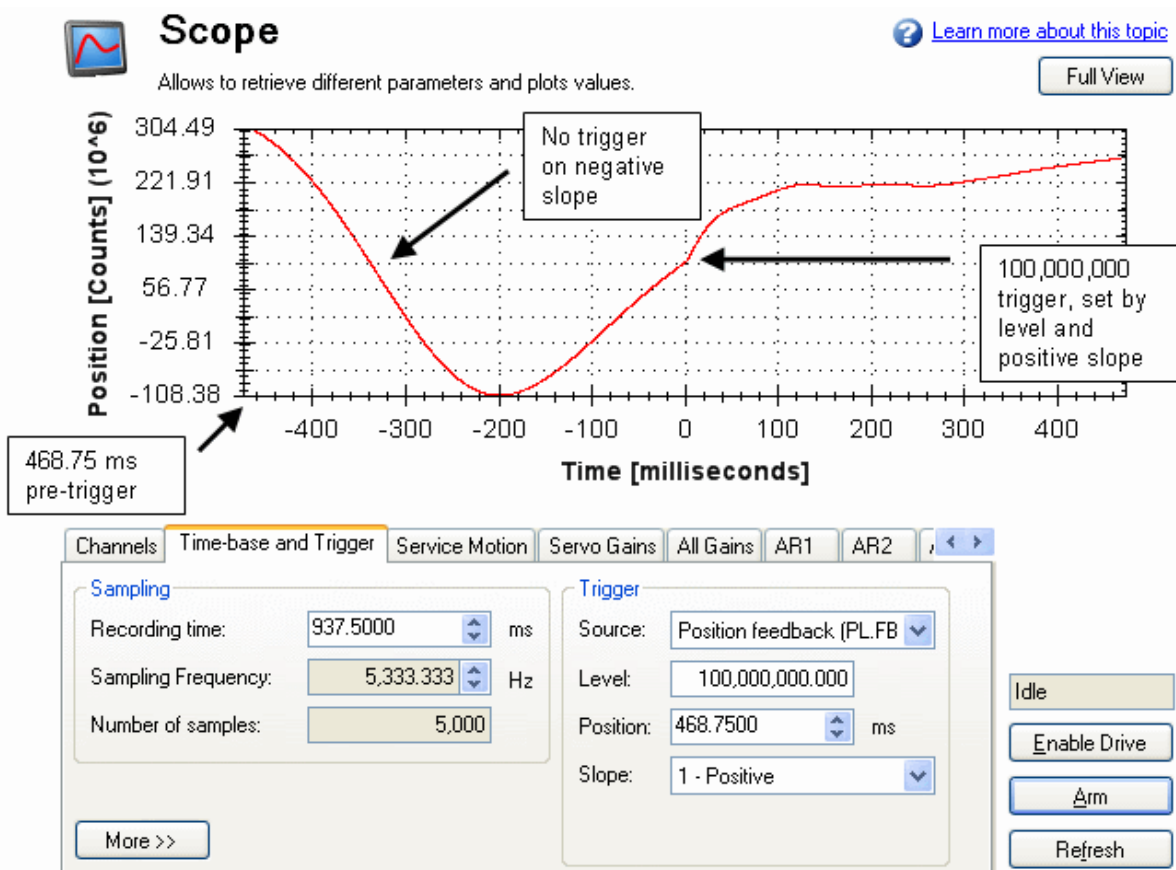 Scope
Learn more about this topic
Allows to retrieve different parameters and plots values.
Full View
Position [Counts] (10^6)
304.49
221.91
139.34
56.77
-25.81
-108.38
No trigger
on negative
slope
100,000,000
trigger, set by
level and
positive slope
-400 -300 -200 -100 0 100 200 300 400
Time [milliseconds]
468.75 ms
pre-trigger
Channels Time-base and Trigger Service Motion Servo Gains All Gains AR1 AR2
Sampling
Recording time: 937.5000 ms
Sampling Frequency: 5,333.333 Hz
Number of samples: 5,000
Trigger
Source: Position feedback (PL.FB
Level: 100,000,000.000
Position: 468.7500 ms
Slope: 1 - Positive
More >>
Idle
Enable Drive
Arm
Refresh